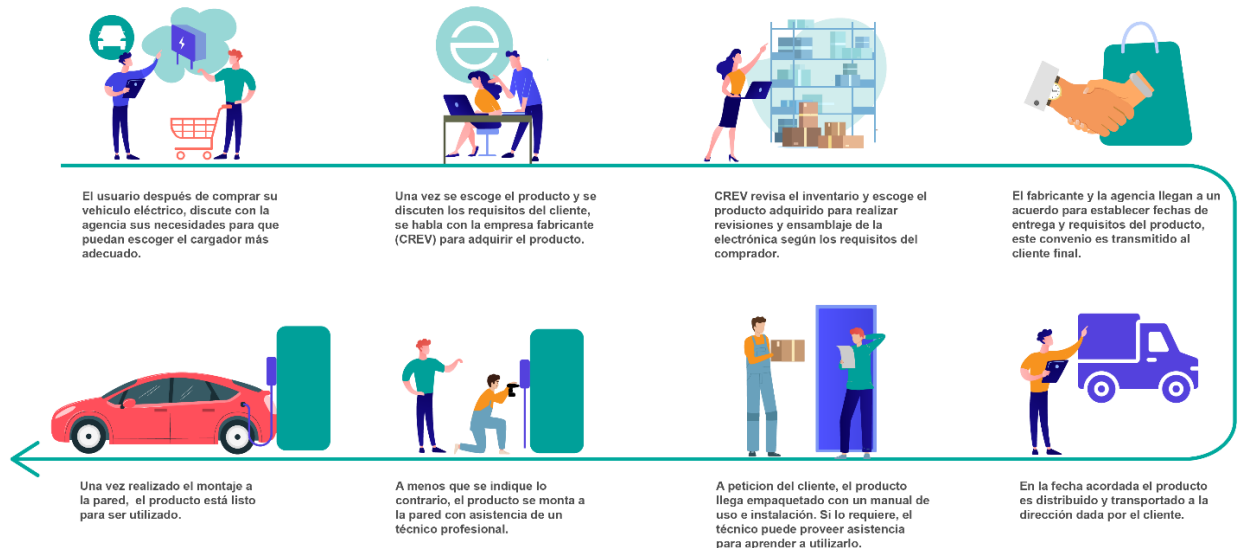 El usuario después de comprar su
vehiculo eléctrico, discute con la
agencia sus necesidades para que
puedan escoger el cargador más
adecuado.
Una vez se escoge el producto y se
discuten los requisitos del cliente,
se habla con la empresa fabricante
(CREV) para adquirir el producto.
CREV revisa el inventario y escoge el
producto adquirido para realizar
revisiones y ensamblaje de la
electrónica según los requisitos del
comprador.
El fabricante y la agencia llegan a un
acuerdo para establecer fechas de
entrega y requisitos del producto,
este convenio es transmitido al
cliente final.
En la fecha acordada el producto
es distribuido y transportado a la
dirección dada por el cliente.
A peticion del cliente, el producto
llega empaquetado con un manual de
uso e instalación. Si lo requiere, el
técnico puede proveer asistencia
para aprender a utilizarlo.
A menos que se indique lo
contrario, el producto se monta a
la pared con asistencia de un
técnico profesional.
Una vez realizado el montaje a
la pared, el producto está listo
para ser utilizado.